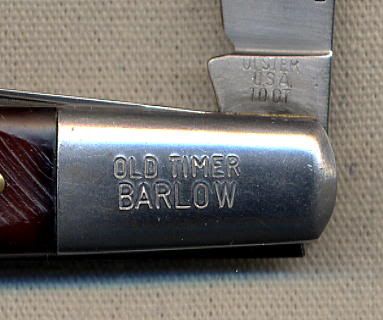 ULSTER
U.S.A.
10 OT
OLD TIMER
BARLOW